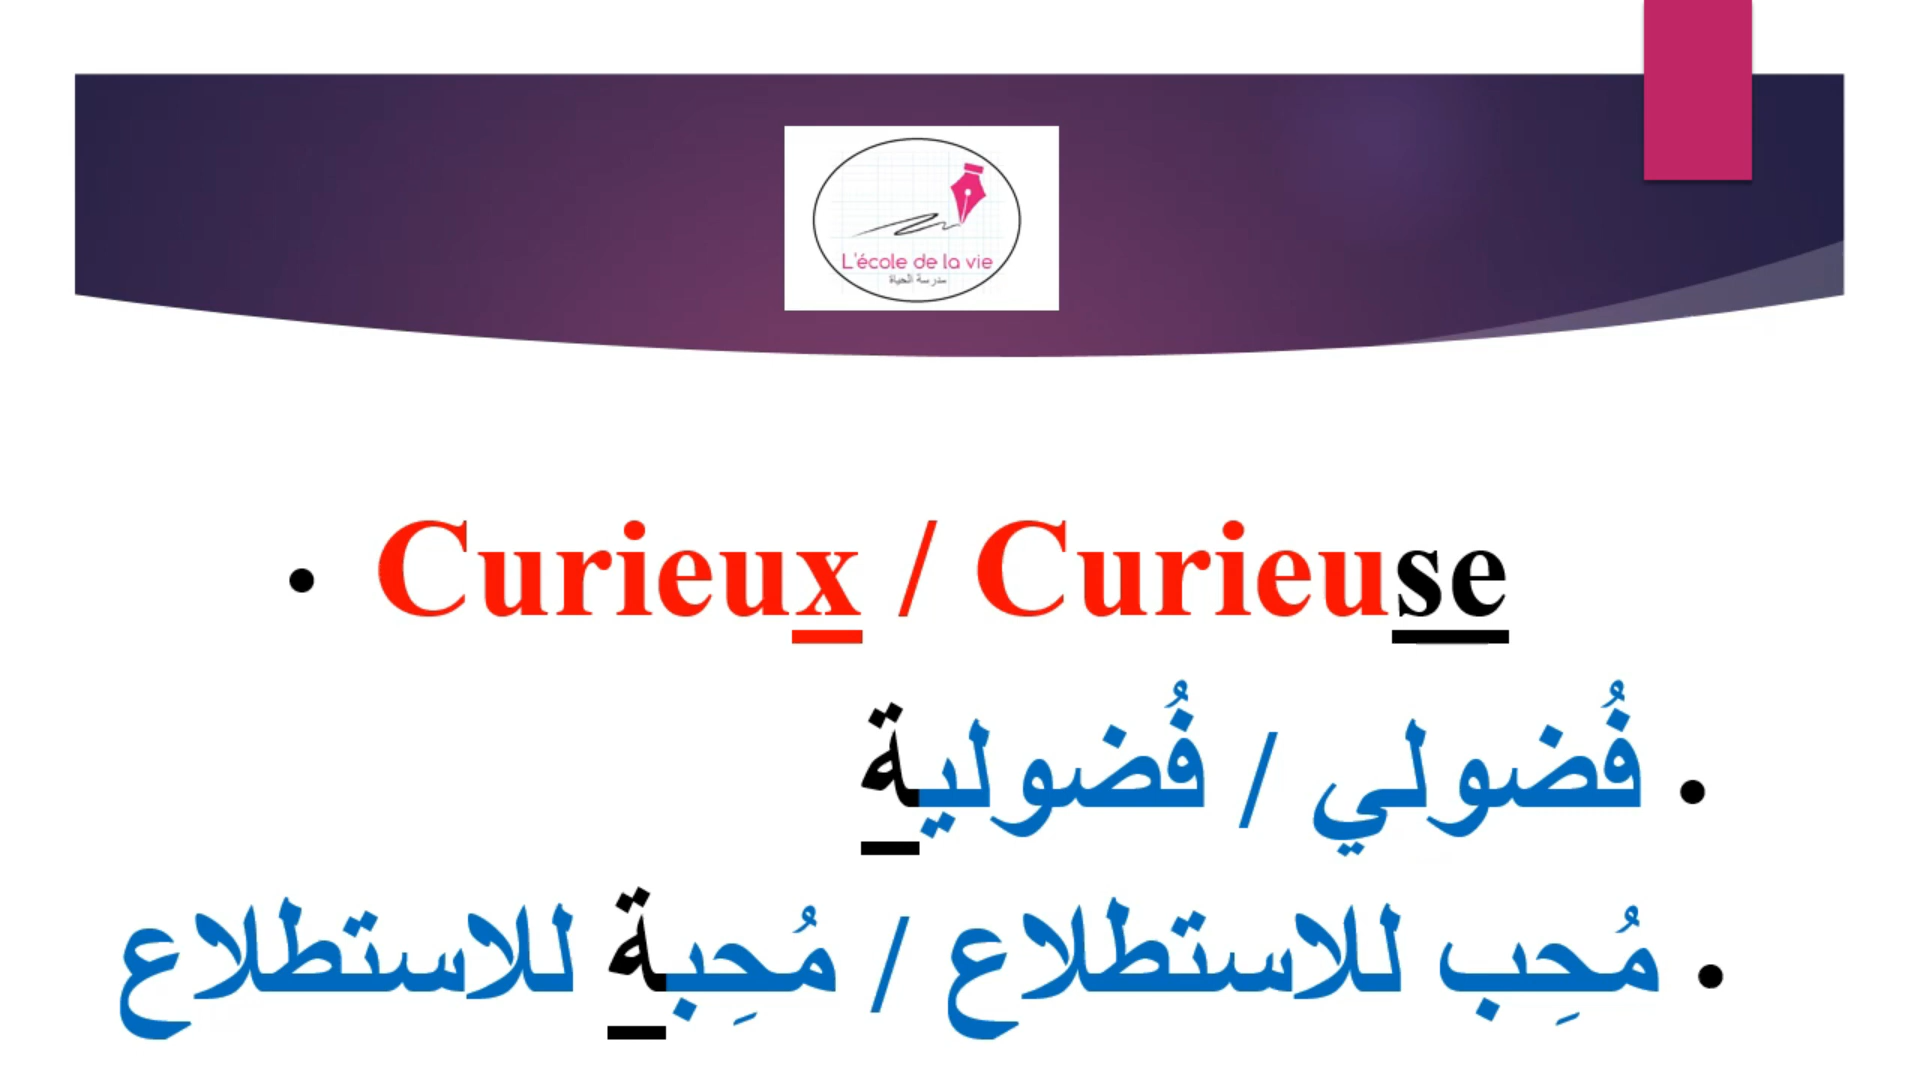 L'école de la vie
مدرسة الحياة
• Curieux / Curieuse
• فُضولي / فُضولية
• مُحِب للاستطلاع / مُحِبة للاستطلاع